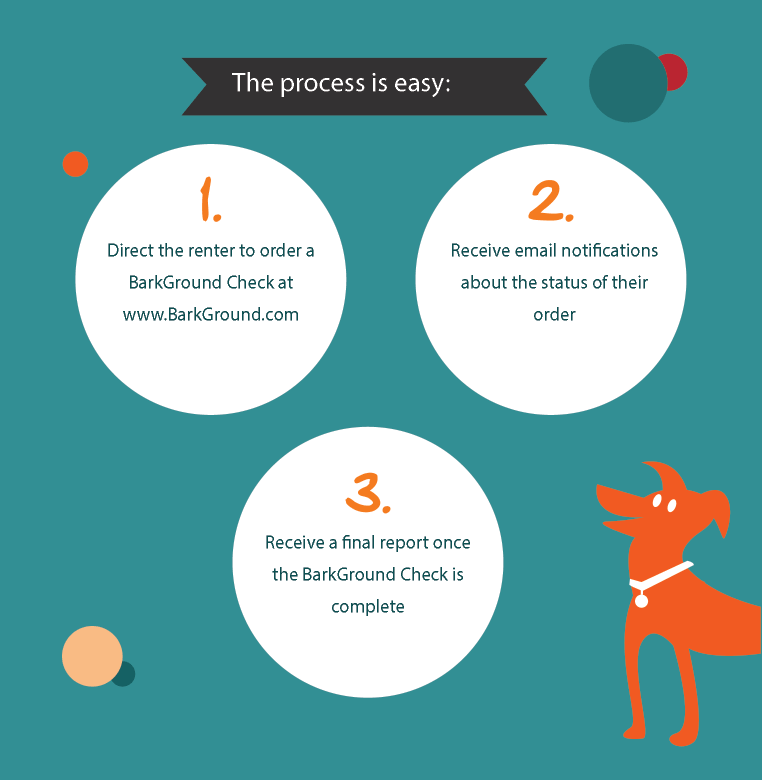 The process is easy:
1.
Direct the renter to order a
BarkGround Check at
www.BarkGround.com
2.
Receive email notifications
about the status of their
order
3.
Receive a final report once
the BarkGround Check is
complete